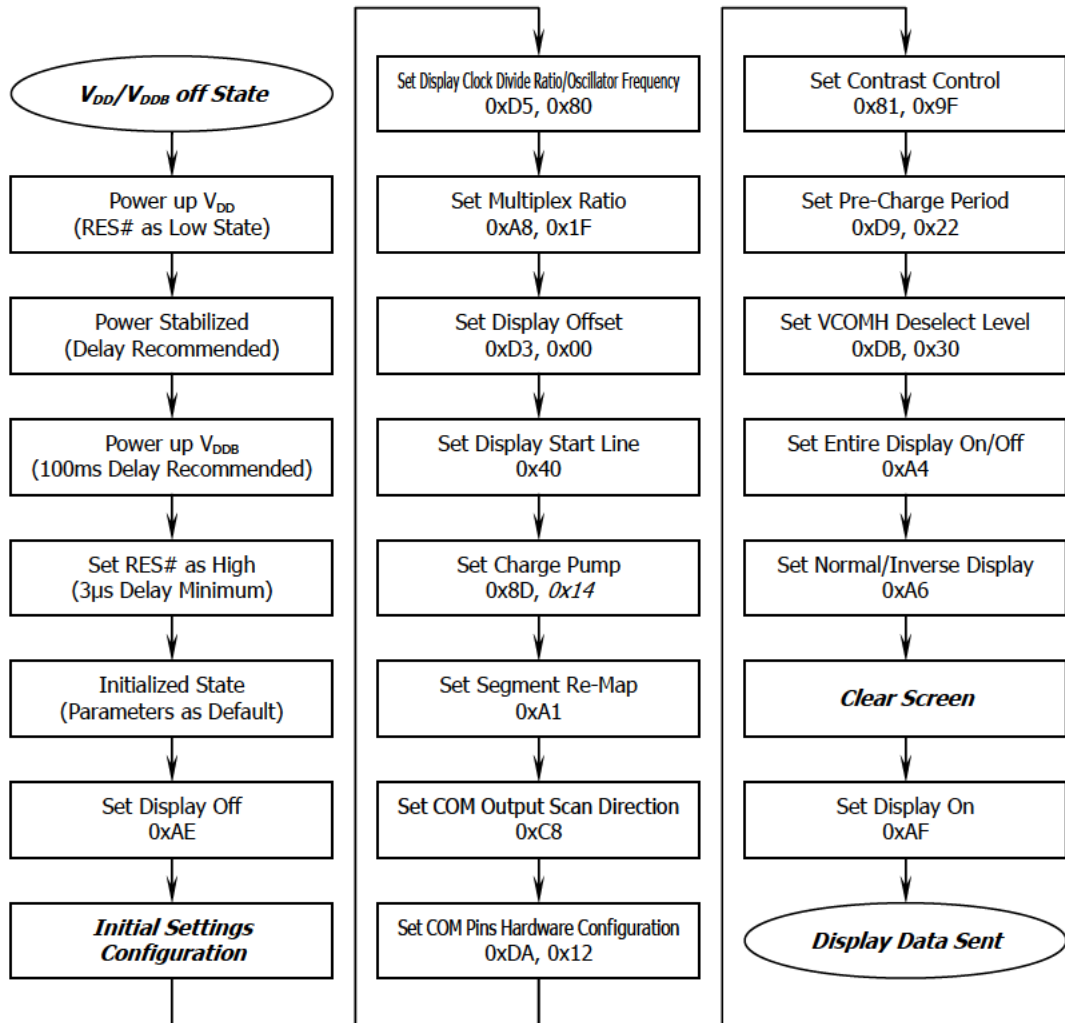 V_DD/V_DDB off State
Power up V_DD
(RES# as Low State)
Power Stabilized
(Delay Recommended)
Power up V_DDB
(100ms Delay Recommended)
Set RES# as High
(3μs Delay Minimum)
Initialized State
(Parameters as Default)
Set Display Off
0xAE
Initial Settings
Configuration
Set Display Clock Divide Ratio/Oscillator Frequency
0xD5, 0x80
Set Multiplex Ratio
0xA8, 0x1F
Set Display Offset
0xD3, 0x00
Set Display Start Line
0x40
Set Charge Pump
0x8D, 0x14
Set Segment Re-Map
0xA1
Set COM Output Scan Direction
0xC8
Set COM Pins Hardware Configuration
0xDA, 0x12
Set Contrast Control
0x81, 0x9F
Set Pre-Charge Period
0xD9, 0x22
Set VCOMH Deselect Level
0xDB, 0x30
Set Entire Display On/Off
0xA4
Set Normal/Inverse Display
0xA6
Clear Screen
Set Display On
0xAF
Display Data Sent